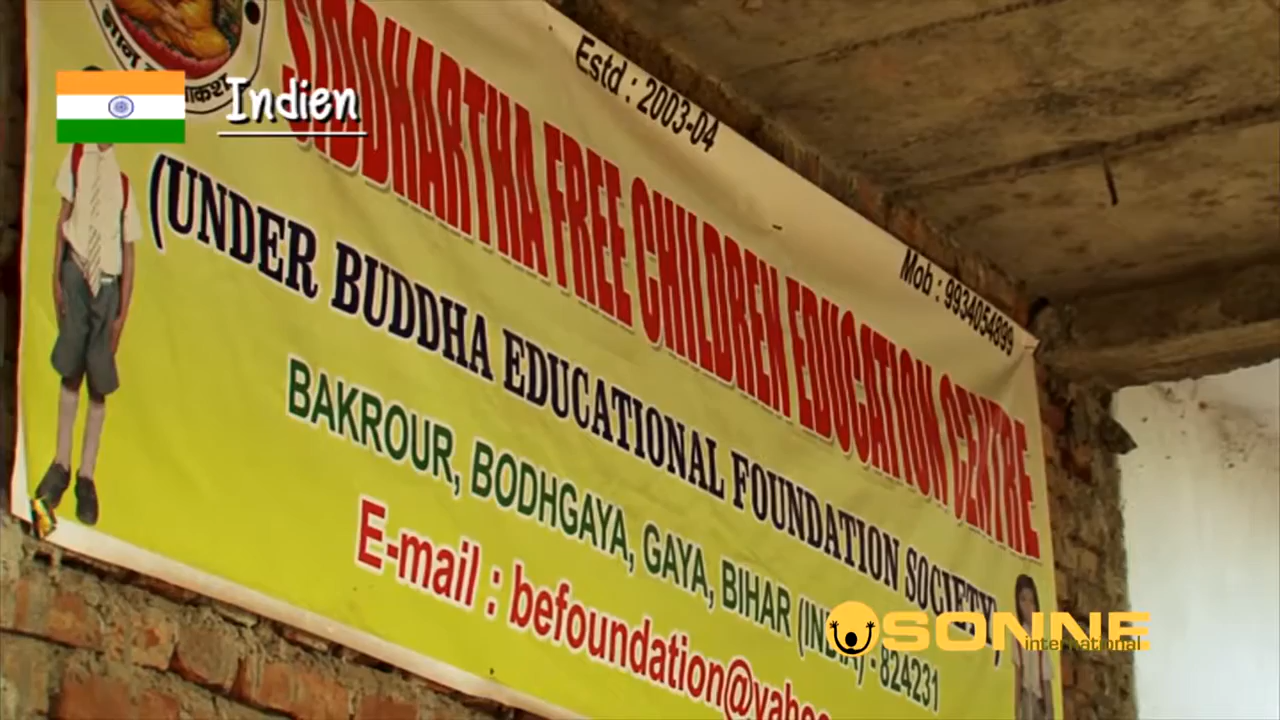 Indien
Estd : 2003-04
Mob : 9934054899
SIDDHARTHA FREE CHILDREN EDUCATION CENTRE
(UNDER BUDDHA EDUCATIONAL FOUNDATION SOCIETY)
BAKROUR, BODHGAYA, GAYA, BIHAR (INDIA) - 824231
E-mail : befoundation@yahoo
SONNE
international